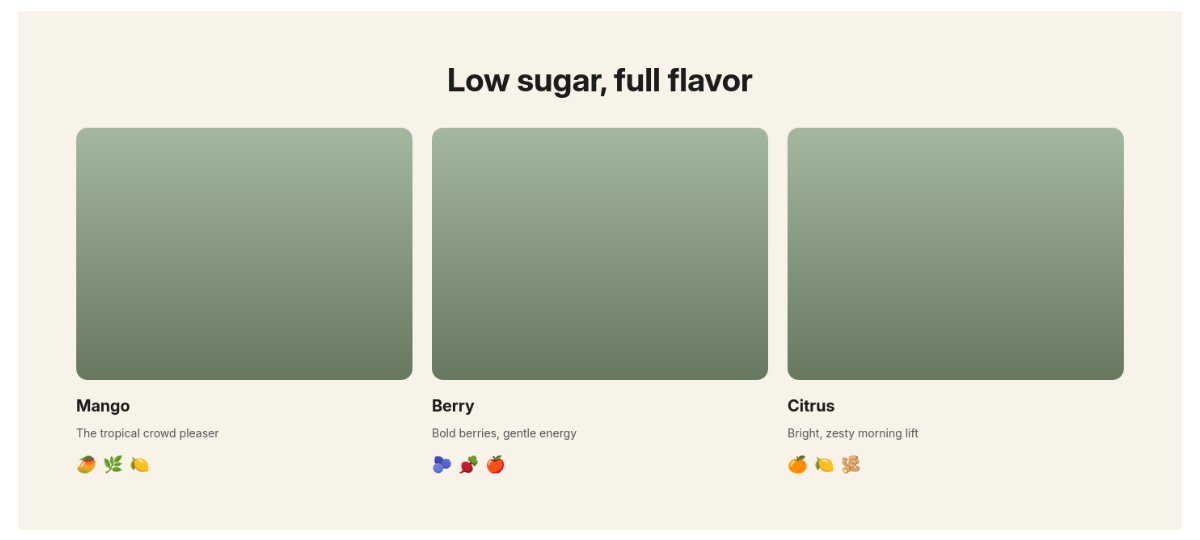 Low sugar, full flavor
Mango
The tropical crowd pleaser
Berry
Bold berries, gentle energy
Citrus
Bright, zesty morning lift